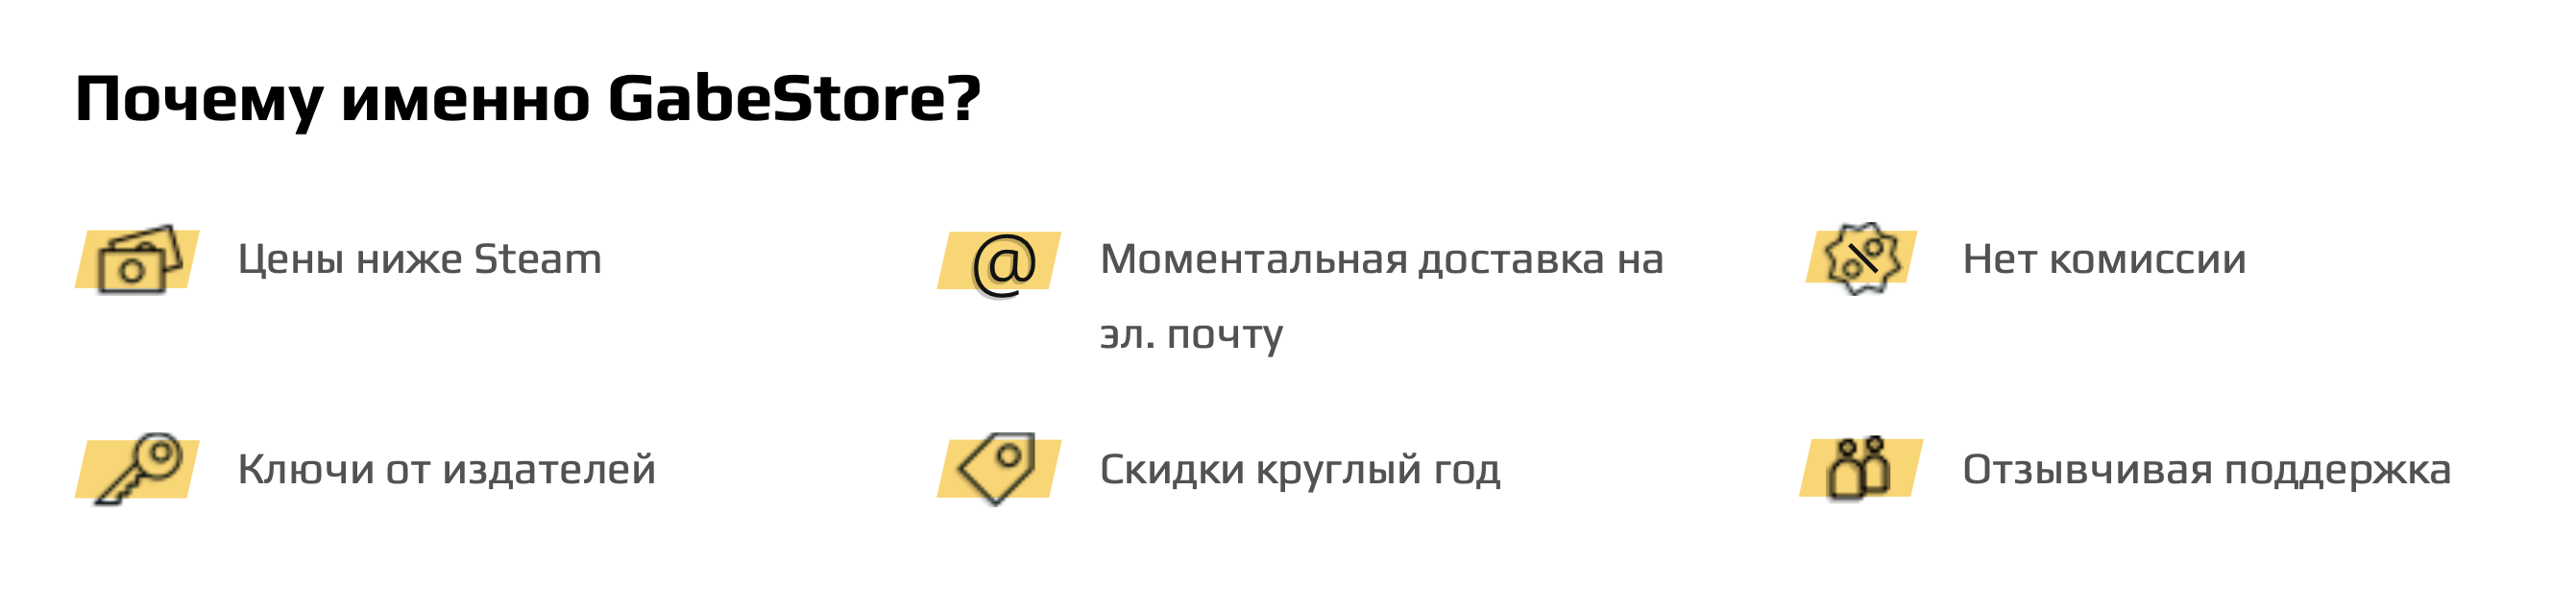 Почему именно GabeStore?
Цены ниже Steam
Моментальная доставка на
эл. почту
Нет комиссии
Ключи от издателей
Скидки круглый год
Отзывчивая поддержка